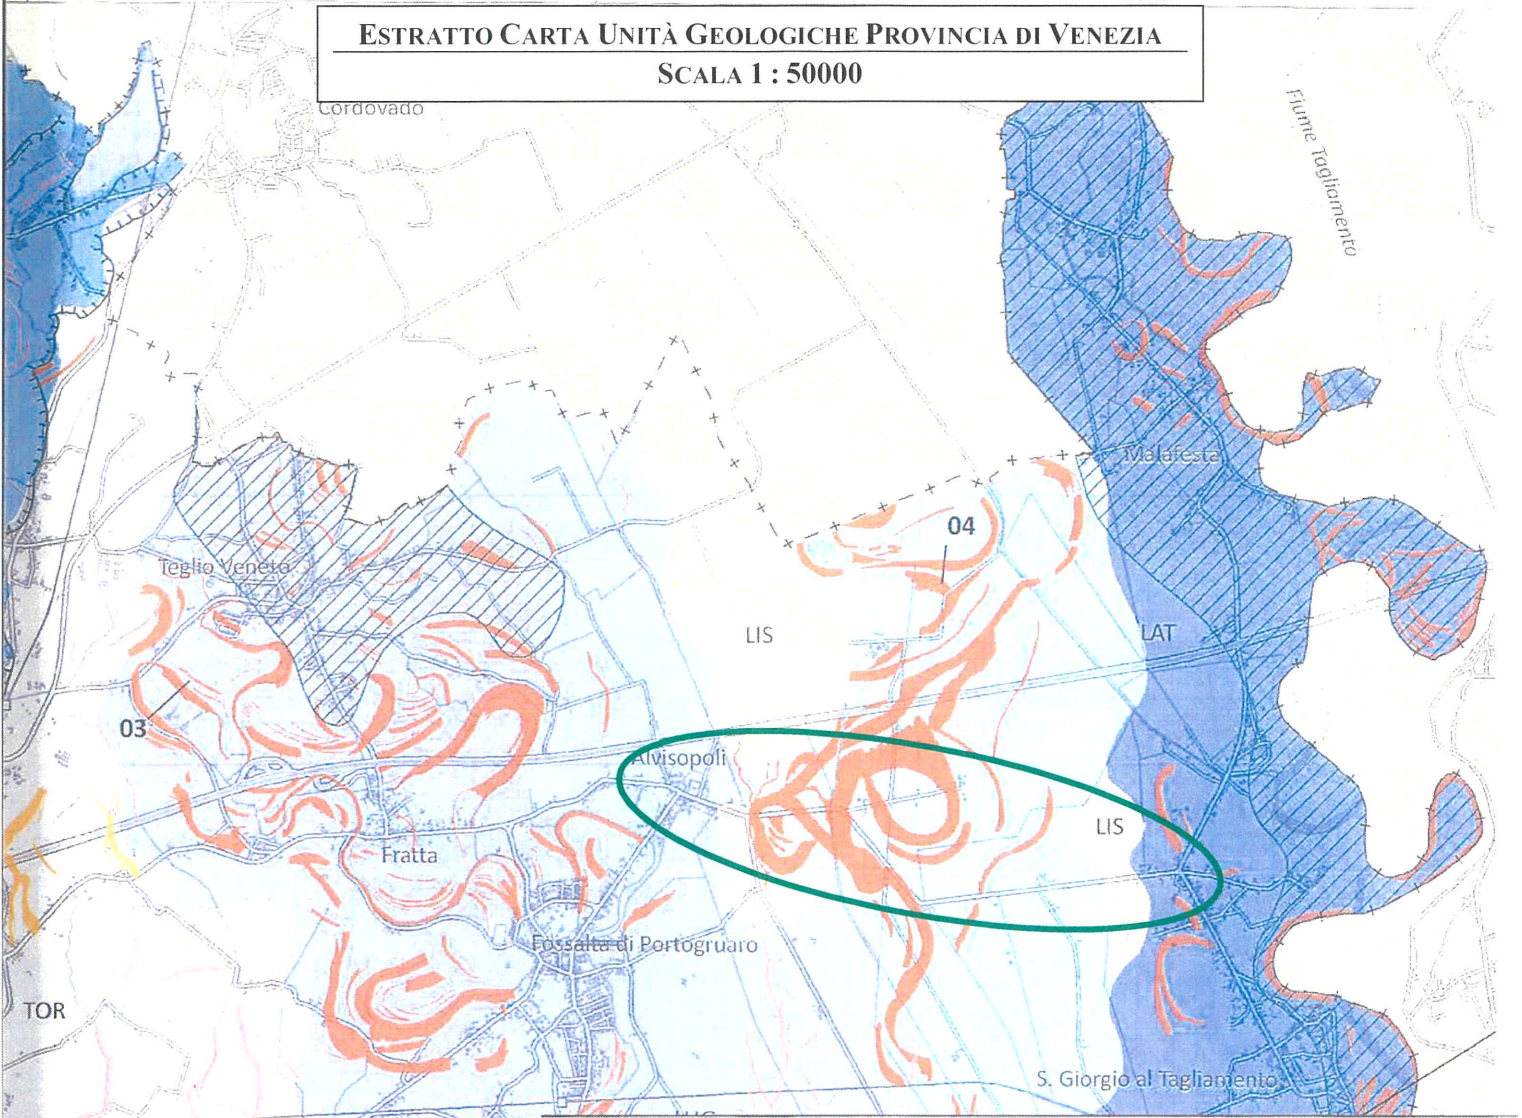 ESTRATTO CARTA UNITÀ GEOLOGICHE PROVINCIA DI VENEZIA
SCALA 1 : 50000
Cordovado
Fiume Tagliamento
Malafesta
04
Teglio Veneto
LIS
LAT
03
Alvisopoli
LIS
Fratta
Fossalta di Portogruaro
TOR
S. Giorgio al Tagliamento